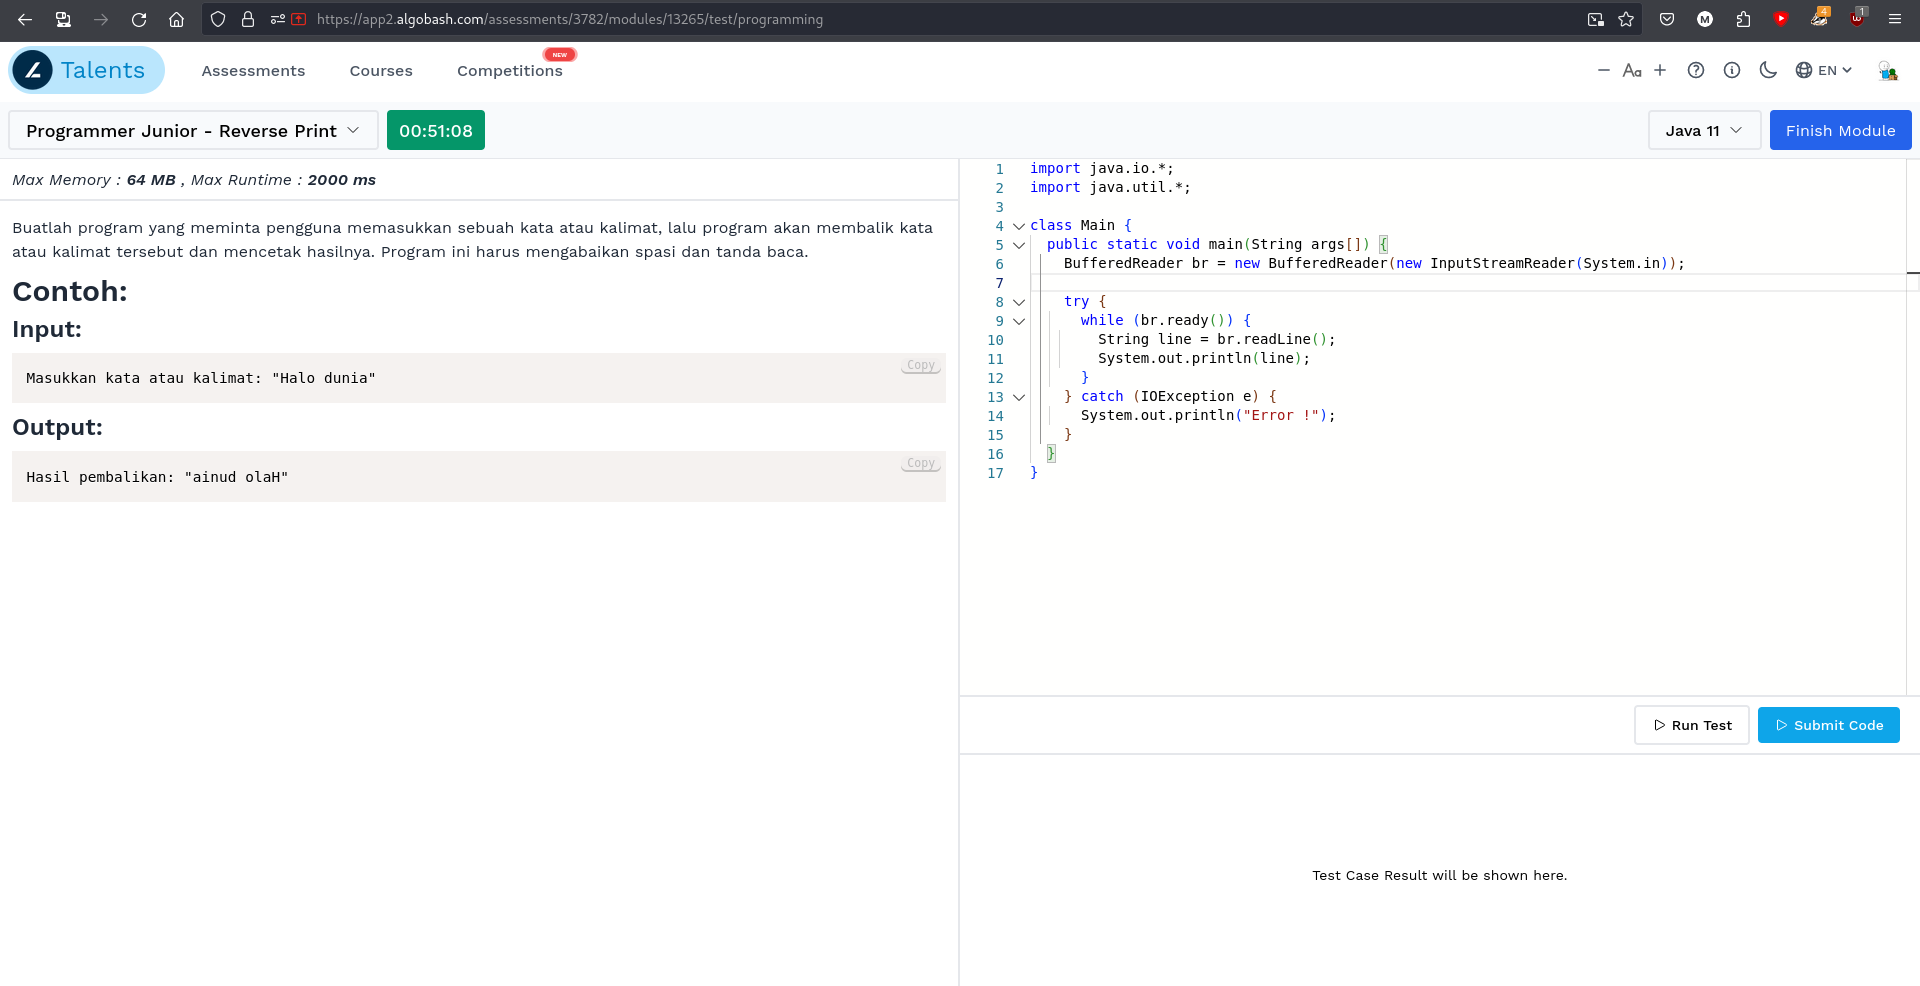 https://app2.algobash.com/assessments/3782/modules/13265/test/programming
M
4
1
Talents
Assessments
Courses
Competitions
NEW
Aa
EN
Programmer Junior - Reverse Print
00:51:08
Java 11
Finish Module
Max Memory : 64 MB , Max Runtime : 2000 ms
Buatlah program yang meminta pengguna memasukkan sebuah kata atau kalimat, lalu program akan membalik kata
atau kalimat tersebut dan mencetak hasilnya. Program ini harus mengabaikan spasi dan tanda baca.
Contoh:
Input:
Copy
Masukkan kata atau kalimat: "Halo dunia"
Output:
Copy
Hasil pembalikan: "ainud olaH"
1 import java.io.*;
2 import java.util.*;
3
4 class Main {
5   public static void main(String args[]) {
6     BufferedReader br = new BufferedReader(new InputStreamReader(System.in));
7
8     try {
9       while (br.ready()) {
10         String line = br.readLine();
11         System.out.println(line);
12       }
13     } catch (IOException e) {
14       System.out.println("Error !");
15     }
16   }
17 }
Run Test
Submit Code
Test Case Result will be shown here.